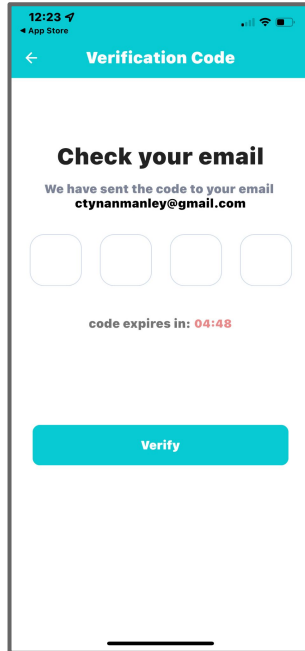 12:23
◀ App Store
Verification Code
Check your email
We have sent the code to your email
ctynanmanley@gmail.com
code expires in: 04:48
Verify